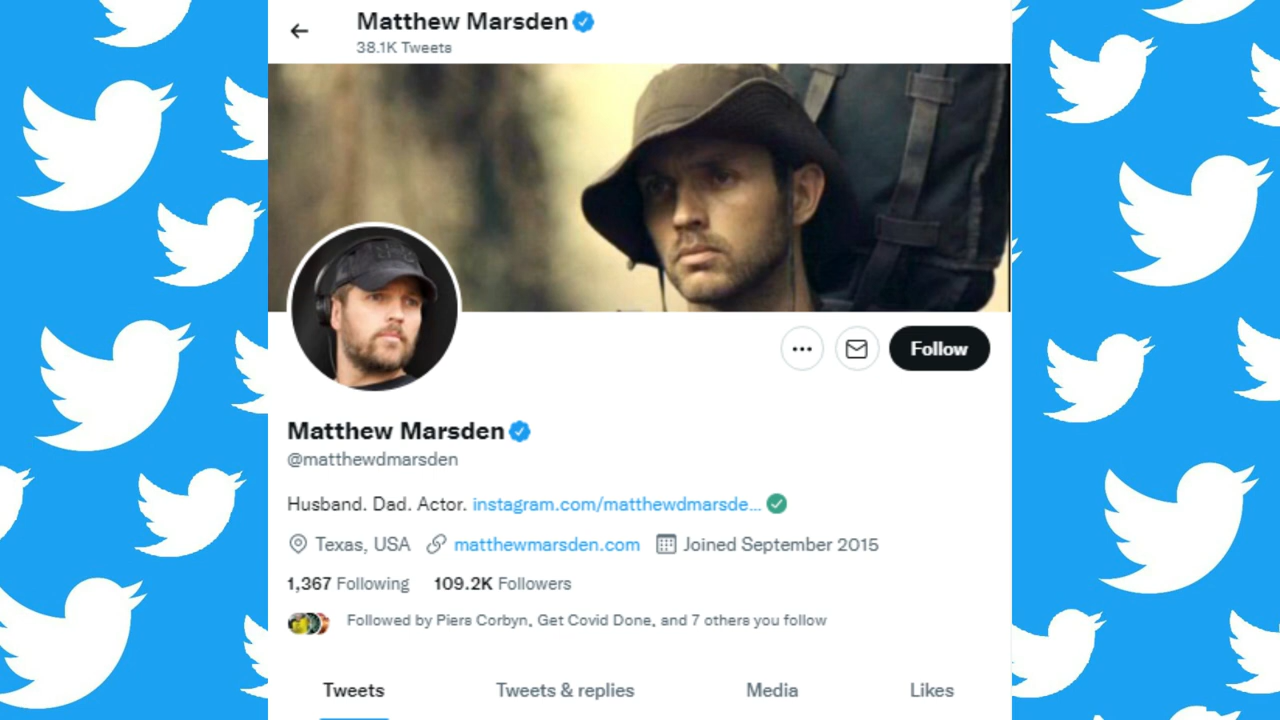 Matthew Marsden
38.1K Tweets
Follow
Matthew Marsden
@matthewdmarsden
Husband. Dad. Actor. instagram.com/matthewdmarsde...
Texas, USA matthewmarsden.com Joined September 2015
1,367 Following 109.2K Followers
Followed by Piers Corbyn, Get Covid Done, and 7 others you follow
Tweets Tweets & replies Media Likes